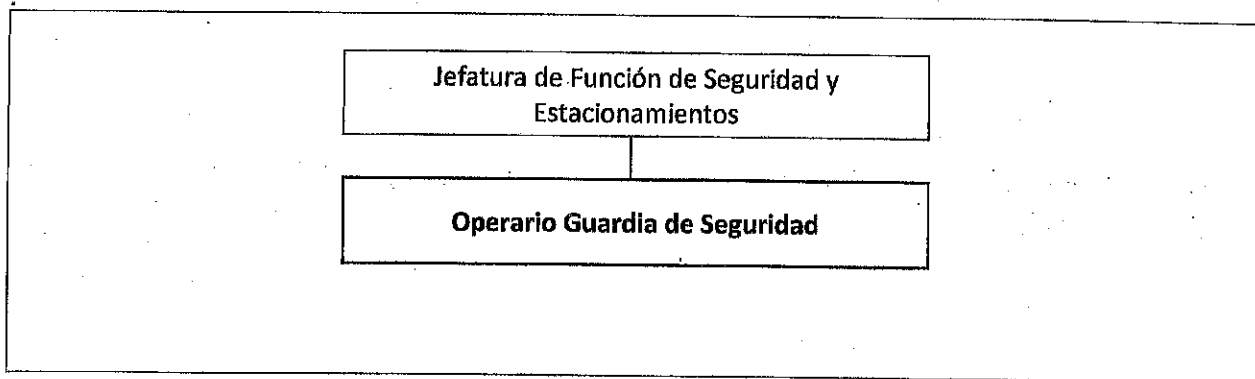 Jefatura de Función de Seguridad y
Estacionamientos
Operario Guardia de Seguridad